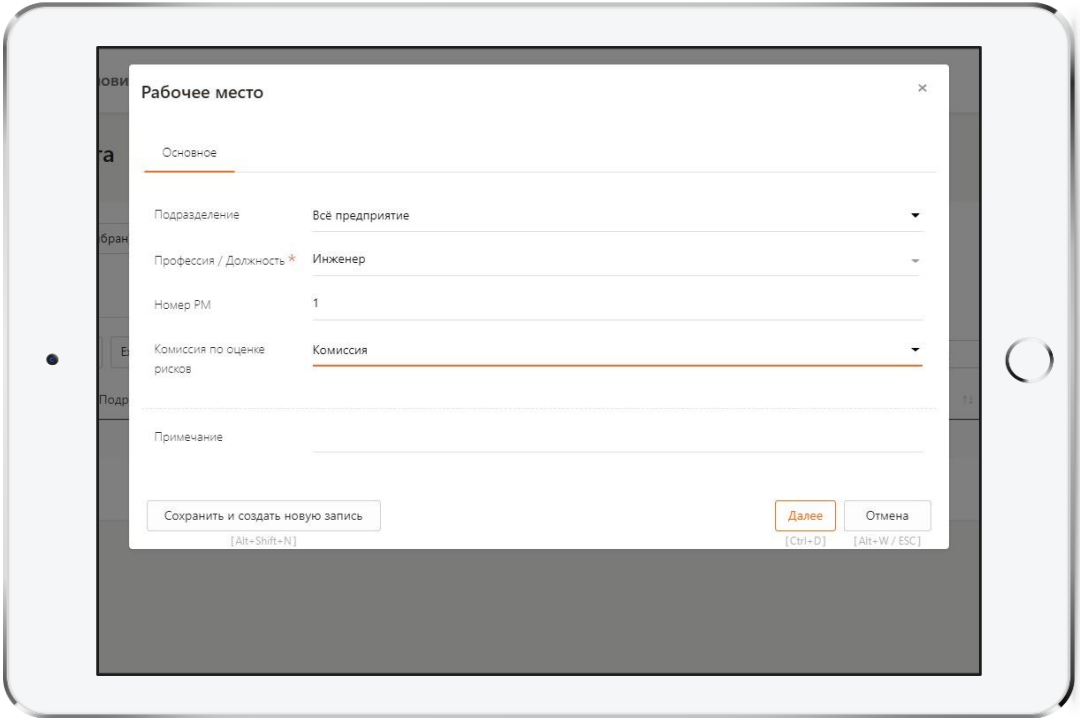 Рабочее место
×
Основное
Подразделение Всё предприятие
Профессия / Должность * Инженер
Номер РМ 1
Комиссия по оценке рисков Комиссия
Примечание
Сохранить и создать новую запись Далее Отмена
[Alt+Shift+N] [Ctrl+D] [Alt+W / ESC]